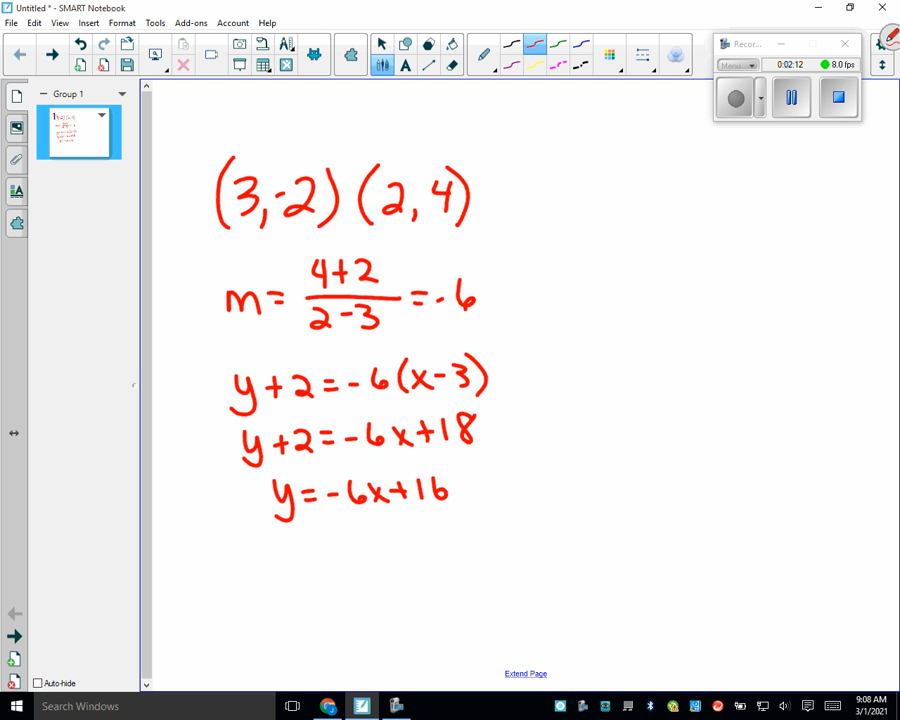 Untitled * - SMART Notebook
File Edit View Insert Format Tools Add-ons Account Help
Recor...
Menu
0:02:12
8.0 fps
Group 1
1
(3,-2) (2,4)
m = 4+2 / 2-3 = -6
y+2=-6(x-3)
y+2=-6x+18
y=-6x+16
Extend Page
Auto-hide
Search Windows
9:08 AM
3/1/2021